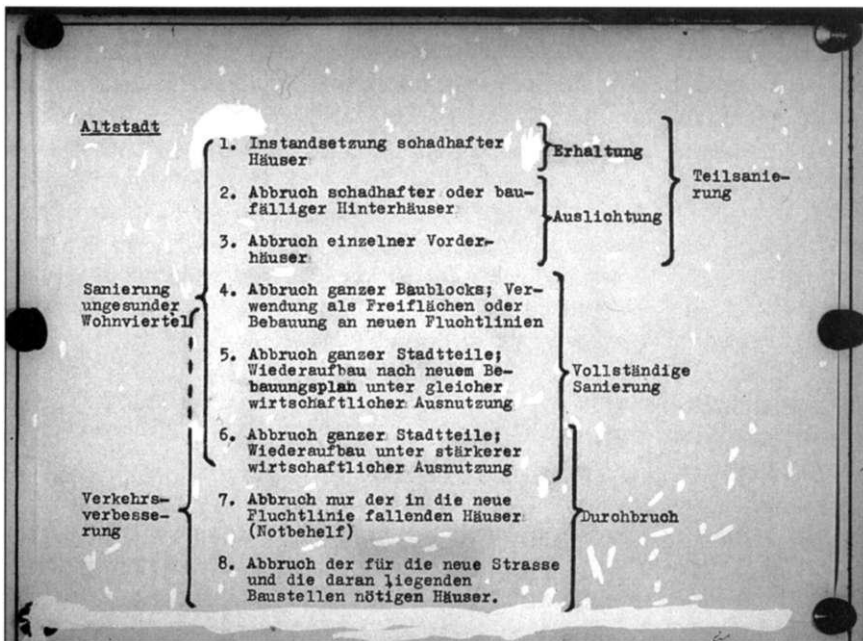 Altstadt
1. Instandsetzung schadhafter
Häuser
Erhaltung
2. Abbruch schadhafter oder bau-
fälliger Hinterhäuser
Auslichtung
3. Abbruch einzelner Vorder-
häuser
Teilsanie-
rung
Sanierung
ungesunder
Wohnviertel
4. Abbruch ganzer Baublocks; Ver-
wendung als Freiflächen oder
Bebauung an neuen Fluchtlinien
5. Abbruch ganzer Stadtteile;
Wiederaufbau nach neuem Be-
bauungsplan unter gleicher
wirtschaftlicher Ausnutzung
Vollständige
Sanierung
6. Abbruch ganzer Stadtteile;
Wiederaufbau unter stärkerer
wirtschaftlicher Ausnutzung
Verkehrs-
verbesse-
rung
7. Abbruch nur der in die neue
Fluchtlinie fallenden Häuser
(Notbehelf)
Durchbruch
8. Abbruch der für die neue Strasse
und die daran liegenden
Baustellen nötigen Häuser.